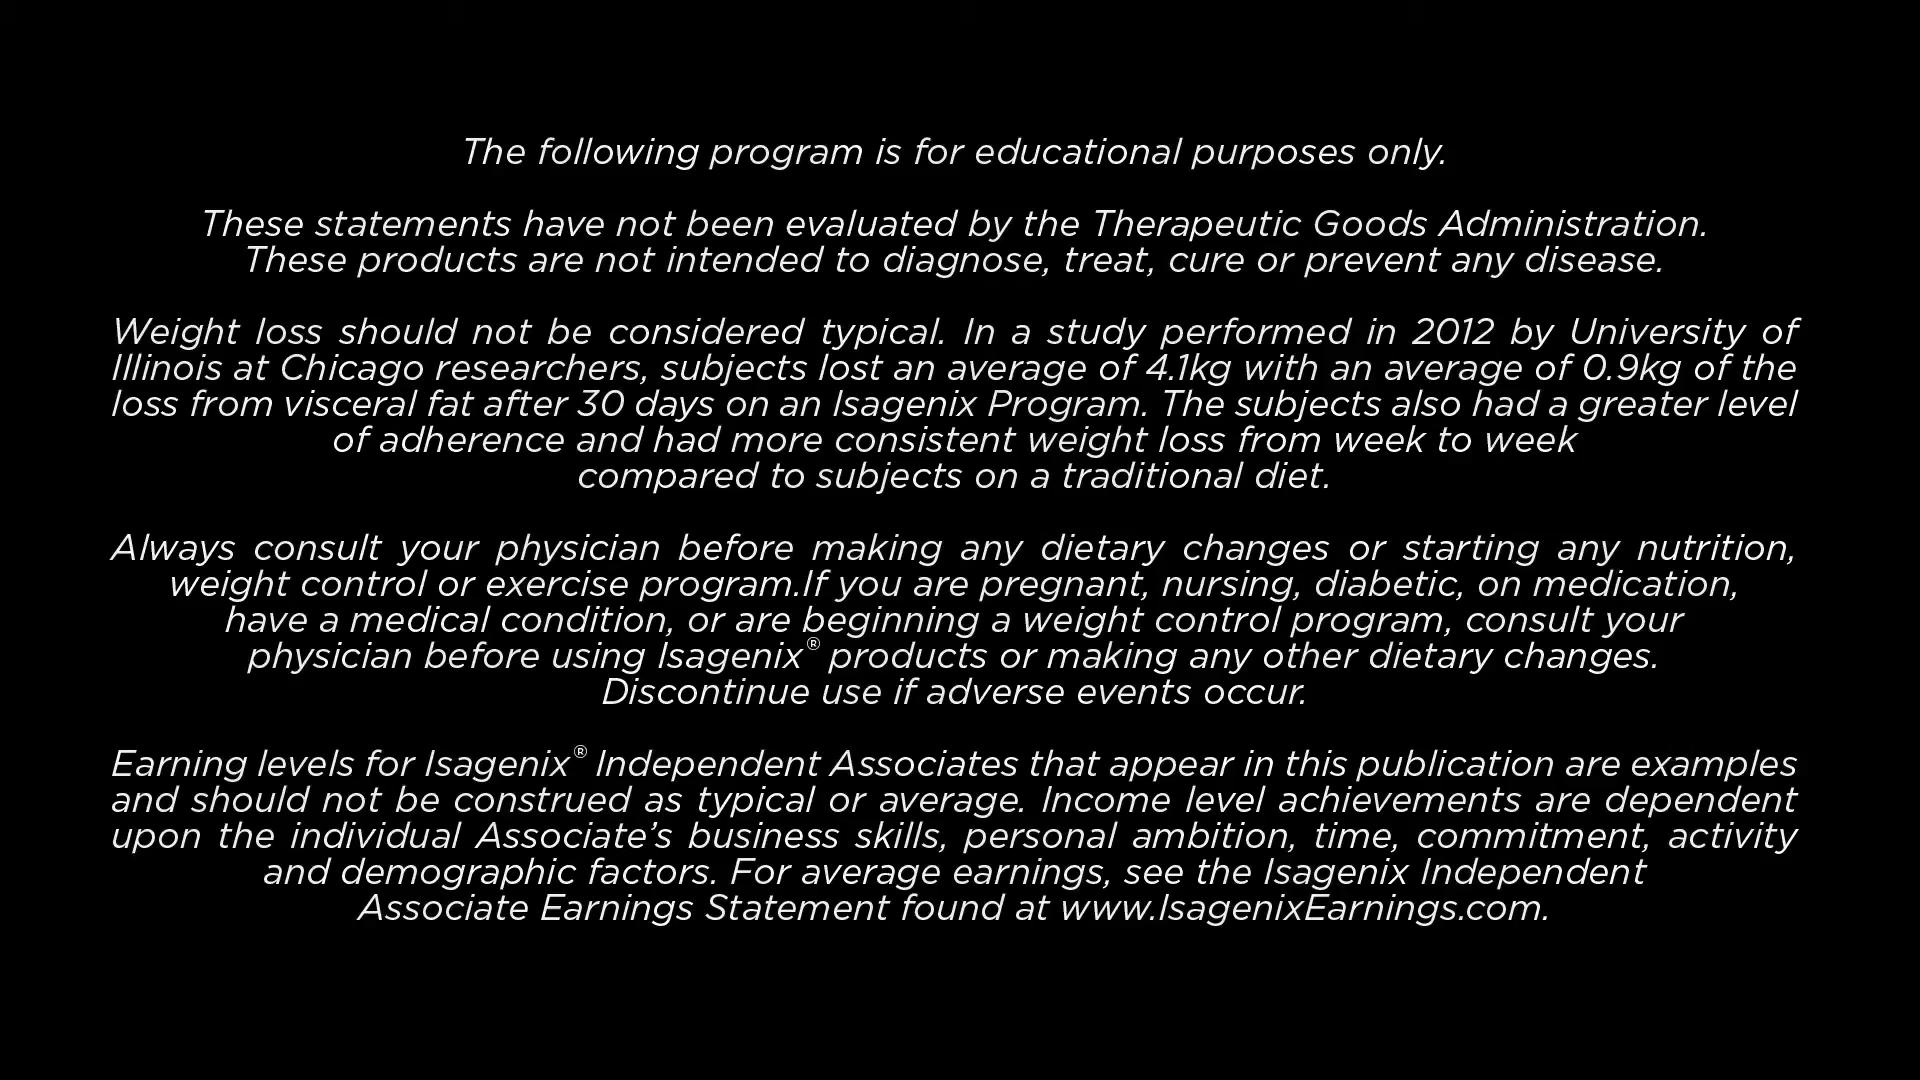 The following program is for educational purposes only.
These statements have not been evaluated by the Therapeutic Goods Administration.
These products are not intended to diagnose, treat, cure or prevent any disease.
Weight loss should not be considered typical. In a study performed in 2012 by University of
Illinois at Chicago researchers, subjects lost an average of 4.1kg with an average of 0.9kg of the
loss from visceral fat after 30 days on an Isagenix Program. The subjects also had a greater level
of adherence and had more consistent weight loss from week to week
compared to subjects on a traditional diet.
Always consult your physician before making any dietary changes or starting any nutrition,
weight control or exercise program.If you are pregnant, nursing, diabetic, on medication,
have a medical condition, or are beginning a weight control program, consult your
physician before using Isagenix® products or making any other dietary changes.
Discontinue use if adverse events occur.
Earning levels for Isagenix® Independent Associates that appear in this publication are examples
and should not be construed as typical or average. Income level achievements are dependent
upon the individual Associate’s business skills, personal ambition, time, commitment, activity
and demographic factors. For average earnings, see the Isagenix Independent
Associate Earnings Statement found at www.IsagenixEarnings.com.